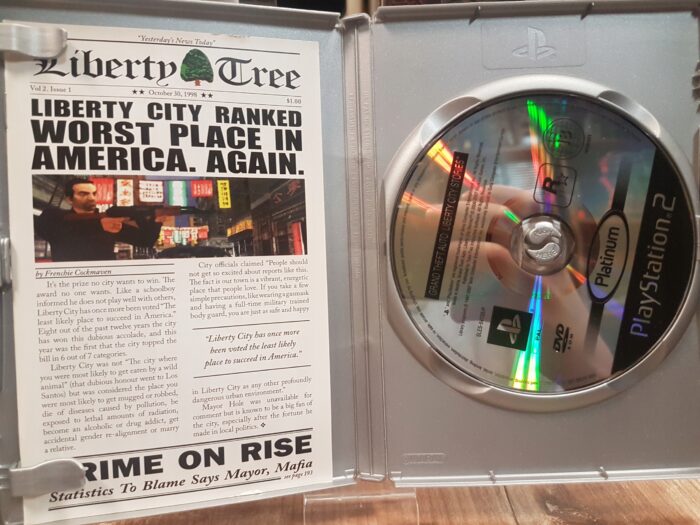 "Yesterday's News Today"
Liberty Tree
Vol 2. Issue 1
★★ October 30, 1998 ★★
$1.00
LIBERTY CITY RANKED
WORST PLACE IN
AMERICA. AGAIN.
by Frenchie Cockmaven
It's the prize no city wants to win. The
award no one wants. Like a schoolboy
informed he does not play well with others,
Liberty City has once more been voted "The
least likely place to succeed in America."
Eight out of the past twelve years the city
has won this dubious accolade, and this
year was the first that the city topped the
bill in 6 out of 7 categories.
Liberty City was not "The city where
you were most likely to get eaten by a wild
animal" (that dubious honour went to Los
Santos) but was considered the place you
were most likely to get mugged or robbed,
die of diseases caused by pollution, be
exposed to lethal amounts of radiation,
become an alcoholic or drug addict, get
accidental gender re-alignment or marry
a relative.
City officials claimed "People should
not get so excited about reports like this.
The fact is our town is a vibrant, energetic
place that people love. If you take a few
simple precautions, like wearing a gasmask
and having a full-time military trained
body guard, you are just as safe and happy
"Liberty City has once more
been voted the least likely
place to succeed in America."
in Liberty City as any other profoundly
dangerous urban environment."
Mayor Hole was unavailable for
comment but is known to be a big fan of
the city, especially after the fortune he
made in local politics.
RIME ON RISE
Statistics To Blame Says Mayor, Mafia
see page 193
GRAND THEFT AUTO: LIBERTY CITY STORIES
R
18
PAL
DVD
ROM
Platinum
PlayStation 2